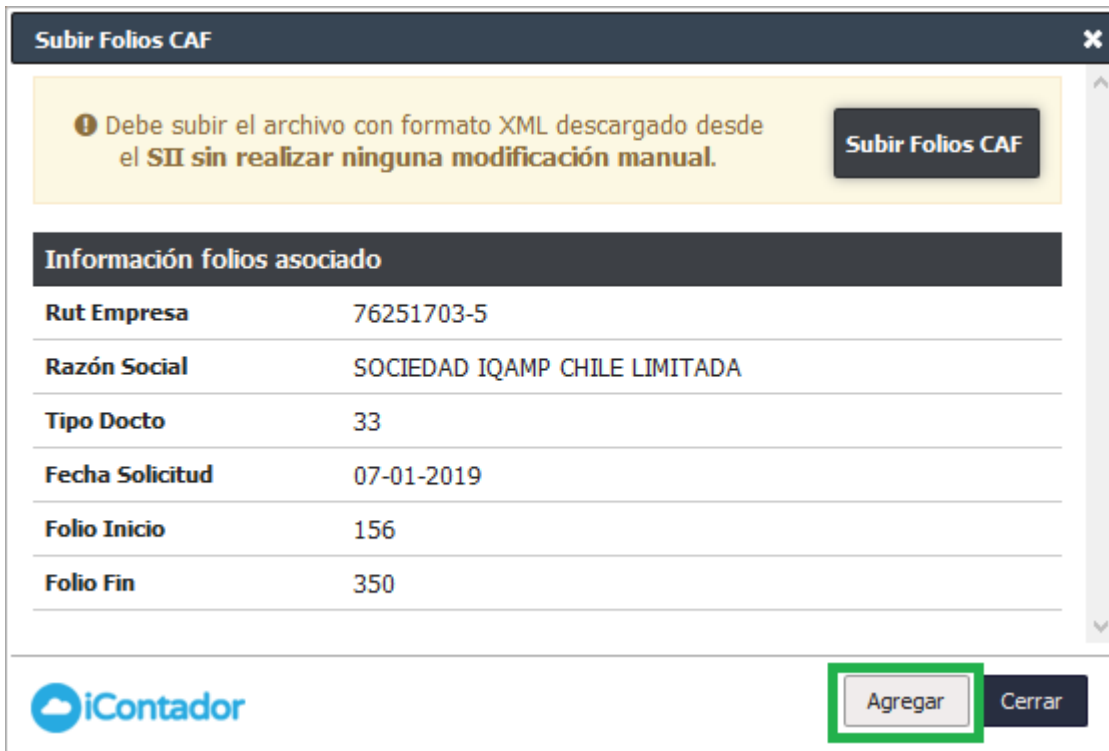 Subir Folios CAF
Debe subir el archivo con formato XML descargado desde
el SII sin realizar ninguna modificación manual.
Subir Folios CAF
Información folios asociado
Rut Empresa 76251703-5
Razón Social SOCIEDAD IQAMP CHILE LIMITADA
Tipo Docto 33
Fecha Solicitud 07-01-2019
Folio Inicio 156
Folio Fin 350
iContador
Agregar Cerrar